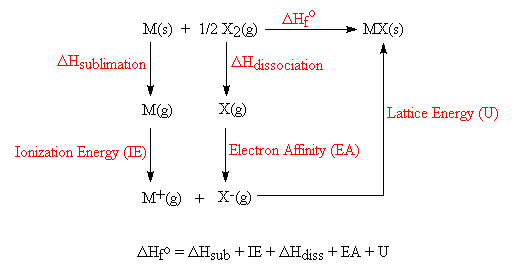 ΔHf°
M(s) + 1/2 X2(g) MX(s)
ΔHsublimation ΔHdissociation
M(g) X(g)
Lattice Energy (U)
Ionization Energy (IE) Electron Affinity (EA)
M+(g) + X-(g)
ΔHf° = ΔHsub + IE + ΔHdiss + EA + U